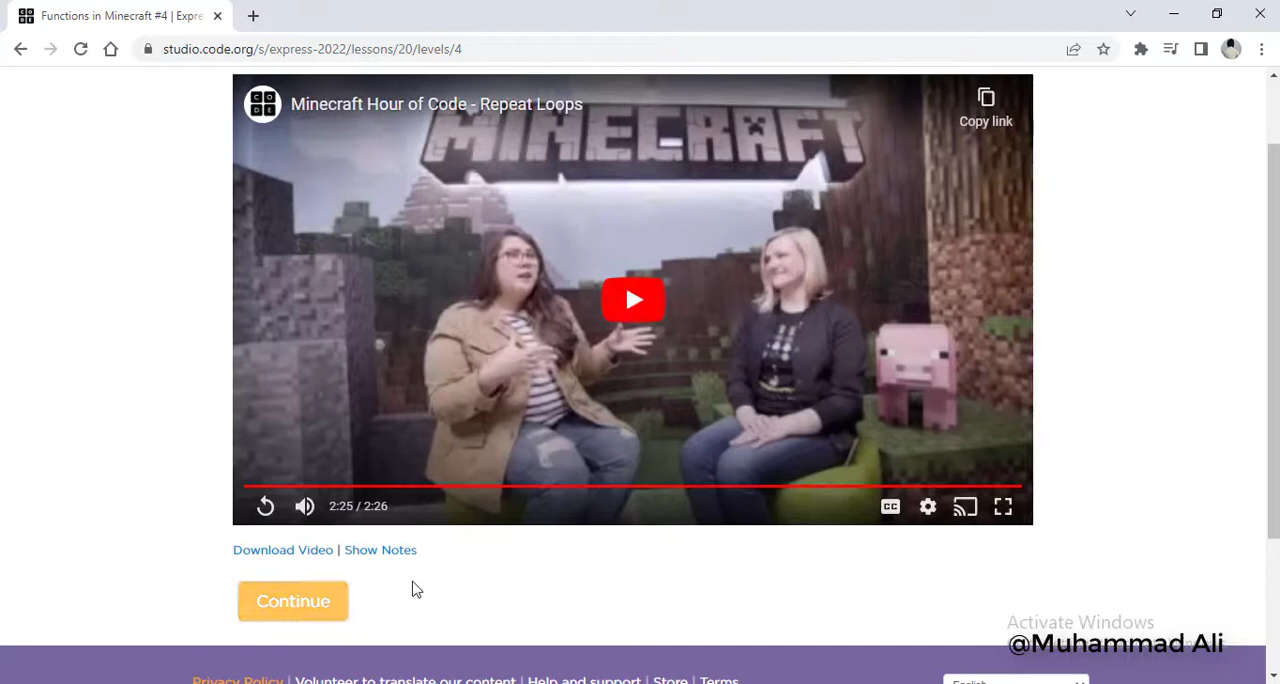 Functions in Minecraft #4 | Expre
studio.code.org/s/express-2022/lessons/20/levels/4
CODE
Minecraft Hour of Code - Repeat Loops
Copy link
MINECRAFT
2:25 / 2:26
CC
Download Video | Show Notes
Continue
Activate Windows
@Muhammad Ali
Privacy Policy | Volunteer to translate our content | Help and support | Store | Terms
English